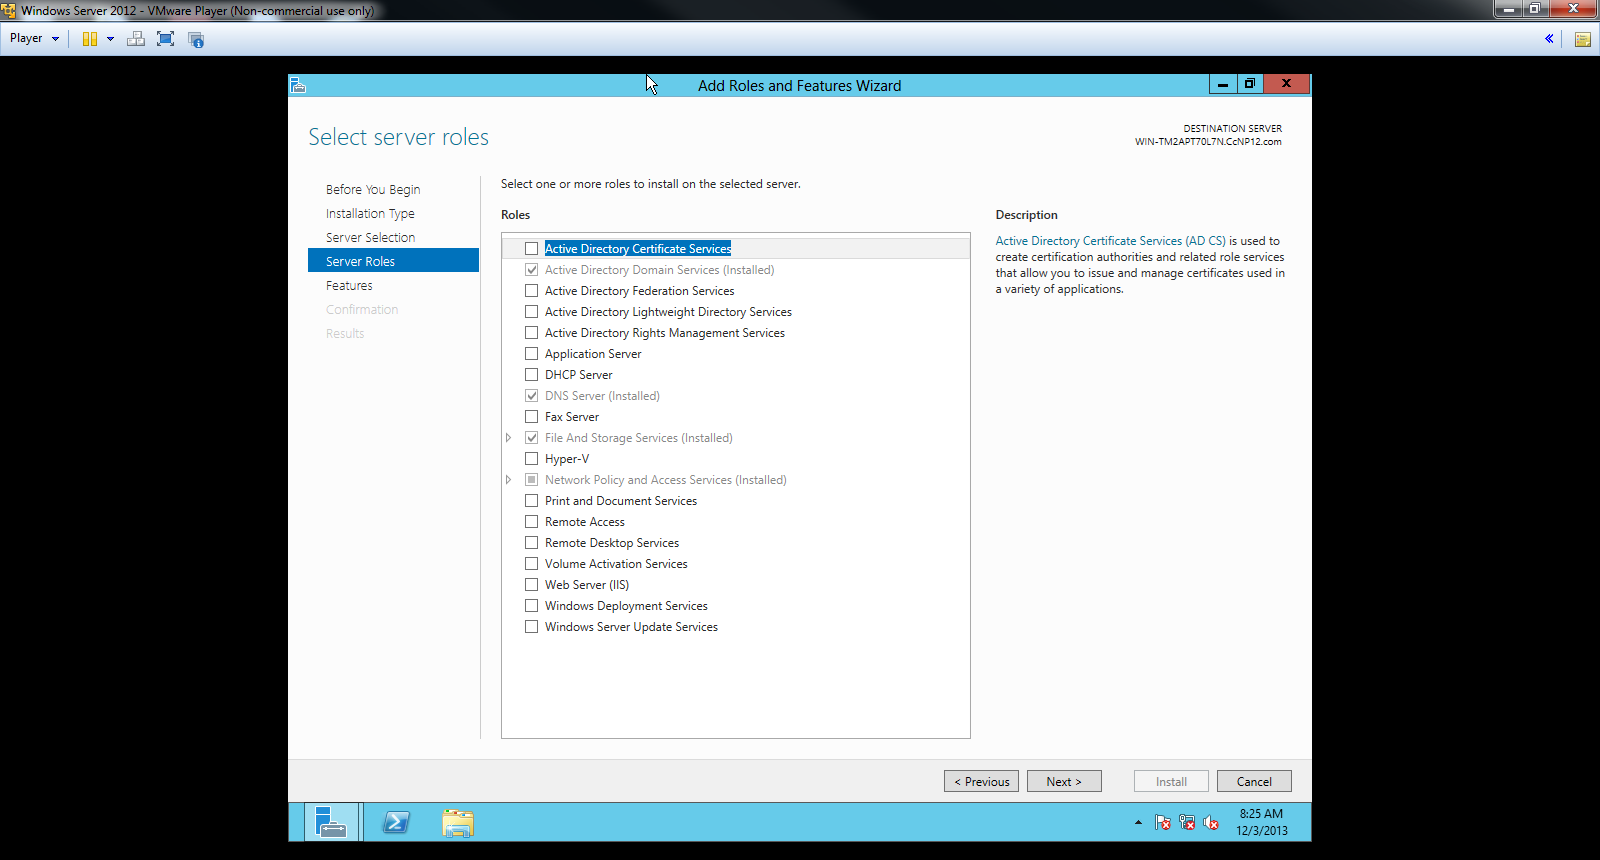 Windows Server 2012 - VMware Player (Non-commercial use only)
Player
Add Roles and Features Wizard
Select server roles
DESTINATION SERVER
WIN-TM2APT70L7N.CcNP12.com
Before You Begin
Installation Type
Server Selection
Server Roles
Features
Confirmation
Results
Select one or more roles to install on the selected server.
Roles
Active Directory Certificate Services
Active Directory Domain Services (Installed)
Active Directory Federation Services
Active Directory Lightweight Directory Services
Active Directory Rights Management Services
Application Server
DHCP Server
DNS Server (Installed)
Fax Server
File And Storage Services (Installed)
Hyper-V
Network Policy and Access Services (Installed)
Print and Document Services
Remote Access
Remote Desktop Services
Volume Activation Services
Web Server (IIS)
Windows Deployment Services
Windows Server Update Services
Description
Active Directory Certificate Services (AD CS) is used to
create certification authorities and related role services
that allow you to issue and manage certificates used in
a variety of applications.
< Previous
Next >
Install
Cancel
8:25 AM
12/3/2013